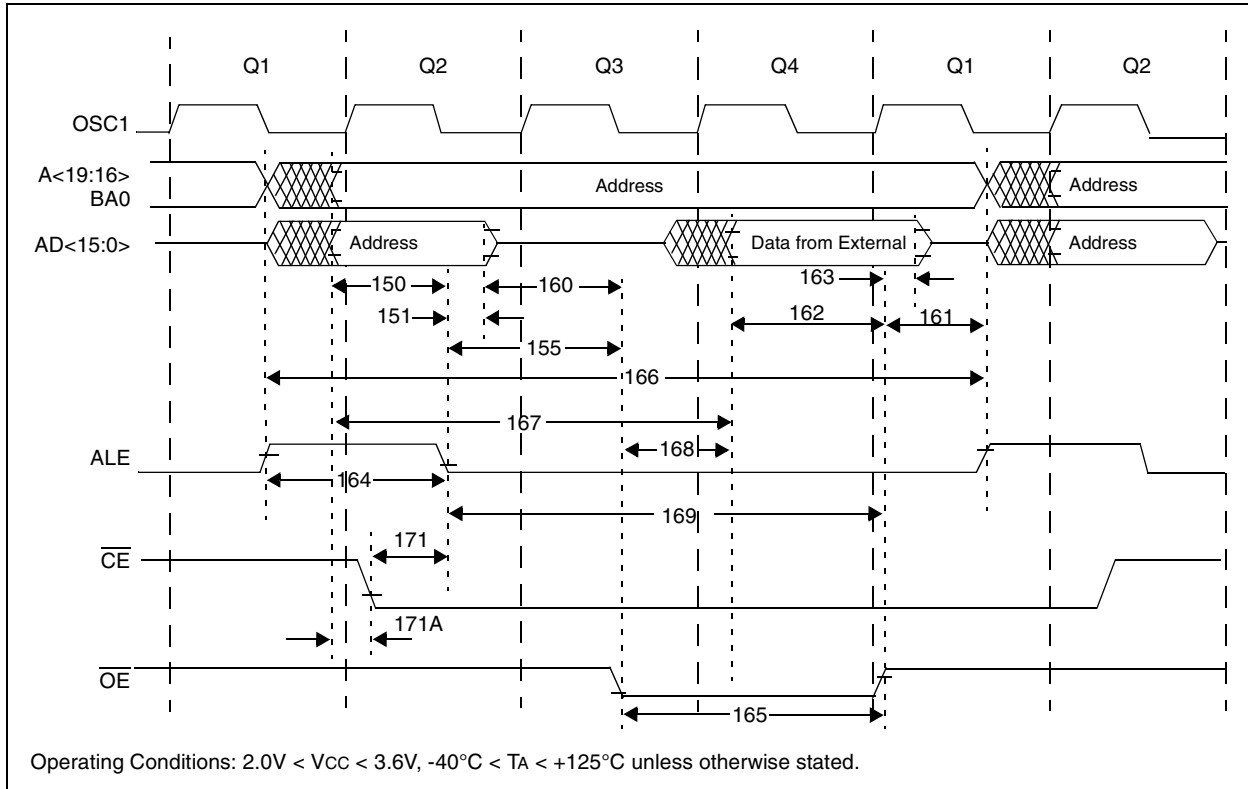 Q1 Q2 Q3 Q4 Q1 Q2
OSC1
A<19:16>
BA0
Address
Address
AD<15:0>
Address
Data from External
Address
150
160
163
151
162
161
155
166
167
168
ALE
164
169
171
CE
171A
OE
165
Operating Conditions: 2.0V < VCC < 3.6V, -40°C < TA < +125°C unless otherwise stated.